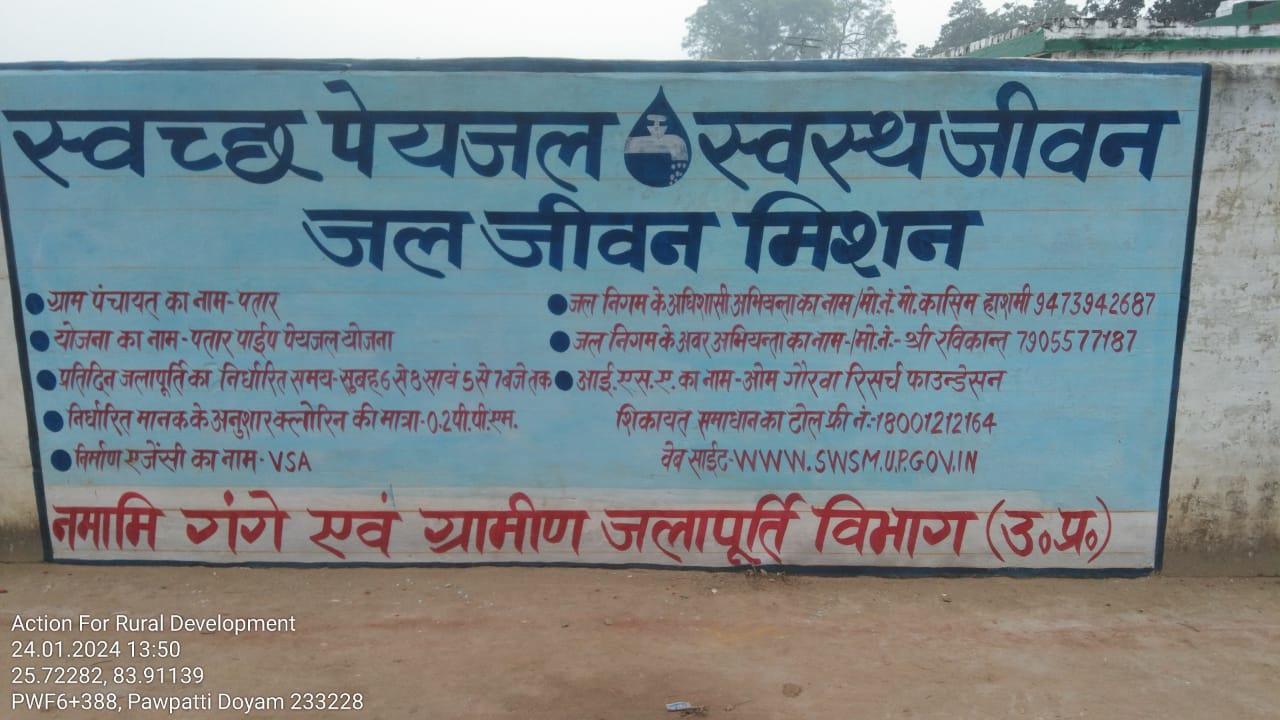 स्वच्छ पेयजल स्वस्थ जीवन
जल जीवन मिशन
ग्राम पंचायत का नाम- पतार
योजना का नाम - पतार पाईप पेयजल योजना
प्रतिदिन जलापूर्ति का निर्धारित समय-सुबह 6 से 8 सायं 5 से 7 बजे तक
निर्धारित मानक के अनुशार क्लोरिन की मात्रा-0.2 पी.पी.एम.
निर्माण एजेंसी का नाम- VSA
जल निगम के अधिशासी अभियन्ता का नाम /मो.नं. मो. कासिम हाशमी 9473942687
जल निगम के अवर अभियन्ता का नाम-/मो.नं.- श्री रविकान्त 7905577187
आई.एस.ए. का नाम-ओम गौरवा रिसर्च फाउन्डेसन
शिकायत समाधान का टोल फ्री नं:-18001212164
वेब साईट-WWW.SWSM.U.P.GOV.IN
नमामि गंगे एवं ग्रामीण जलापूर्ति विभाग (उ॰प्र॰)
Action For Rural Development
24.01.2024 13:50
25.72282, 83.91139
PWF6+388, Pawpatti Doyam 233228